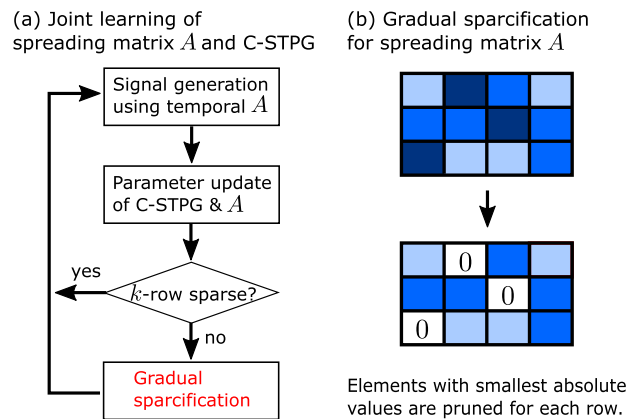 (a) Joint learning of
spreading matrix A and C-STPG
Signal generation
using temporal A
Parameter update
of C-STPG & A
yes
k-row sparse?
no
Gradual
sparcification
(b) Gradual sparcification
for spreading matrix A
0
0
0
Elements with smallest absolute
values are pruned for each row.